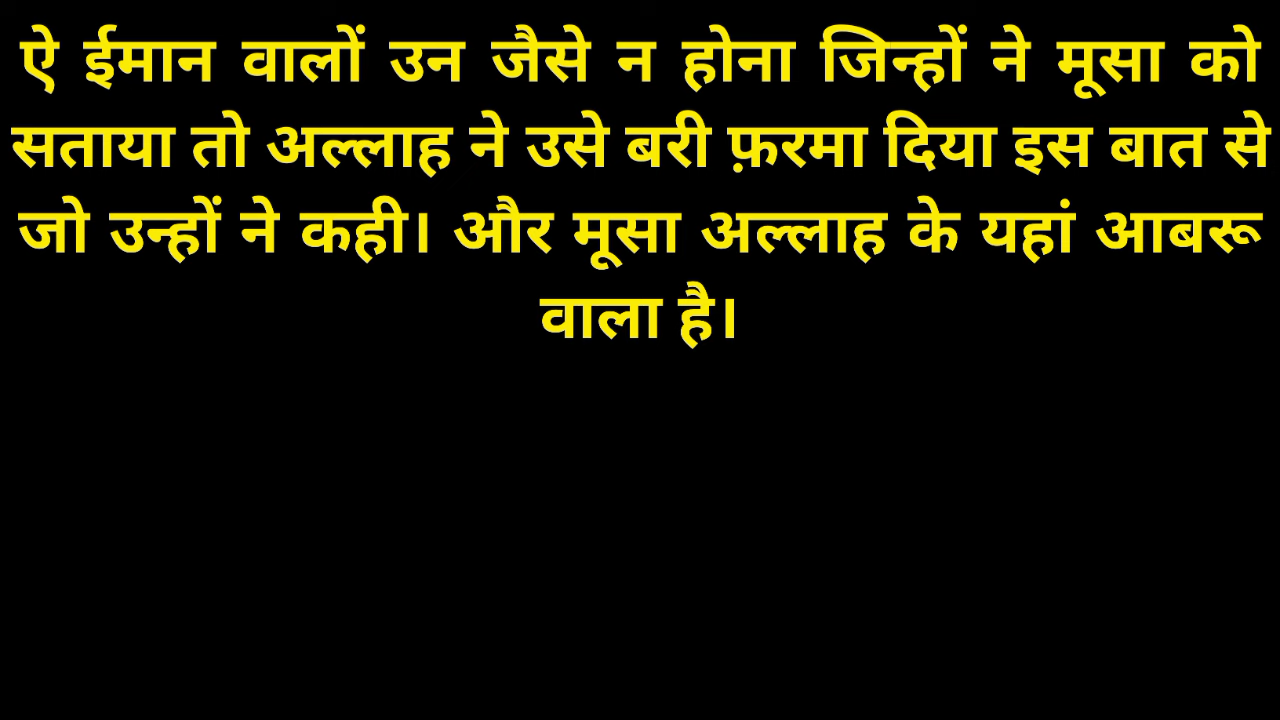 ऐ ईमान वालों उन जैसे न होना जिन्हों ने मूसा को
सताया तो अल्लाह ने उसे बरी फ़रमा दिया इस बात से
जो उन्हों ने कही। और मूसा अल्लाह के यहां आबरू
वाला है।